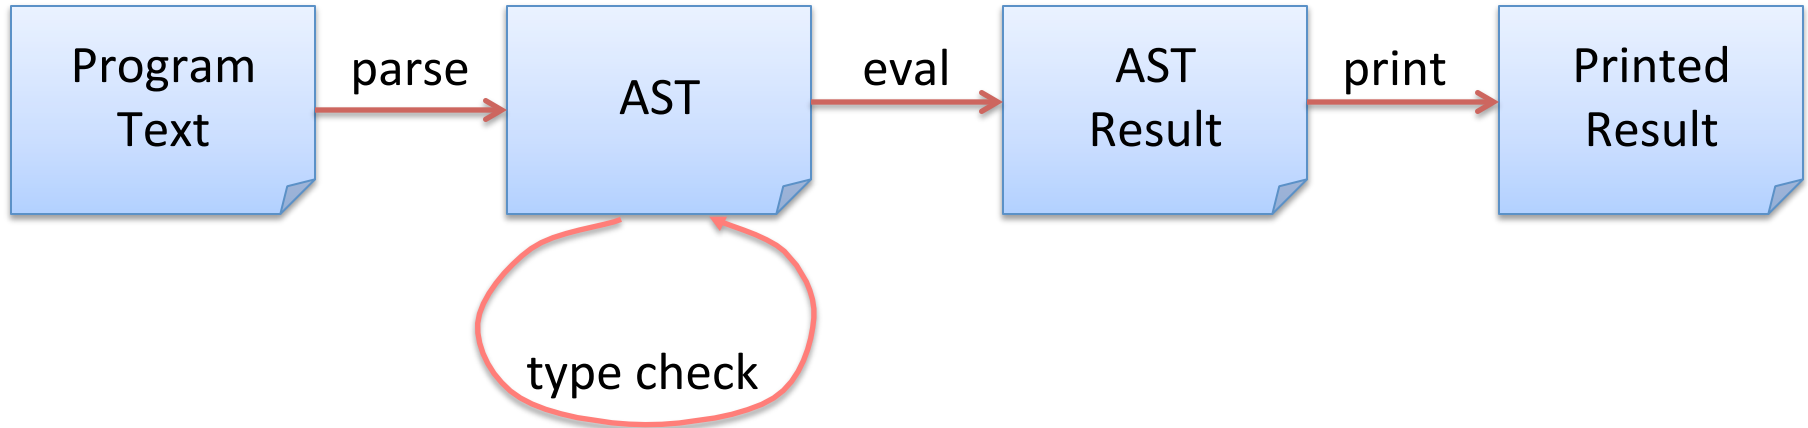 Program
Text
parse
AST
eval
AST
Result
print
Printed
Result
type check